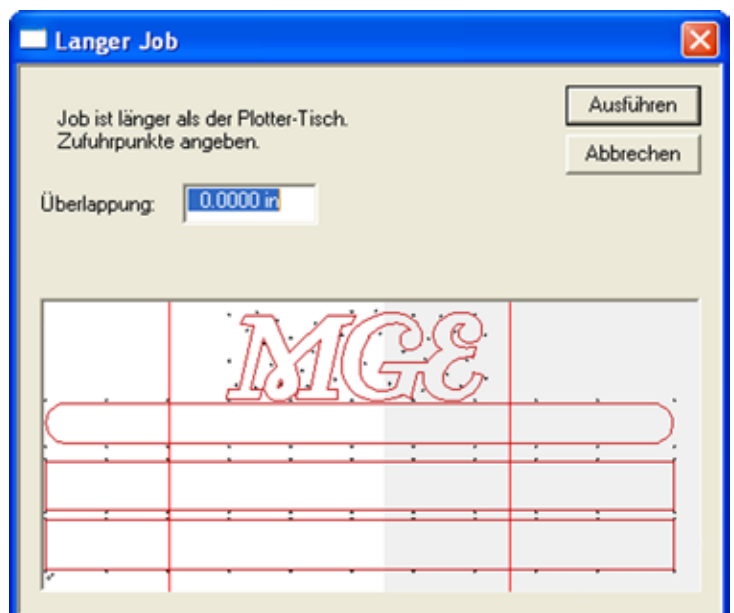 Langer Job
Job ist länger als der Plotter-Tisch.
Zufuhrpunkte angeben.
Ausführen
Abbrechen
Überlappung:
0.0000 in
MGE